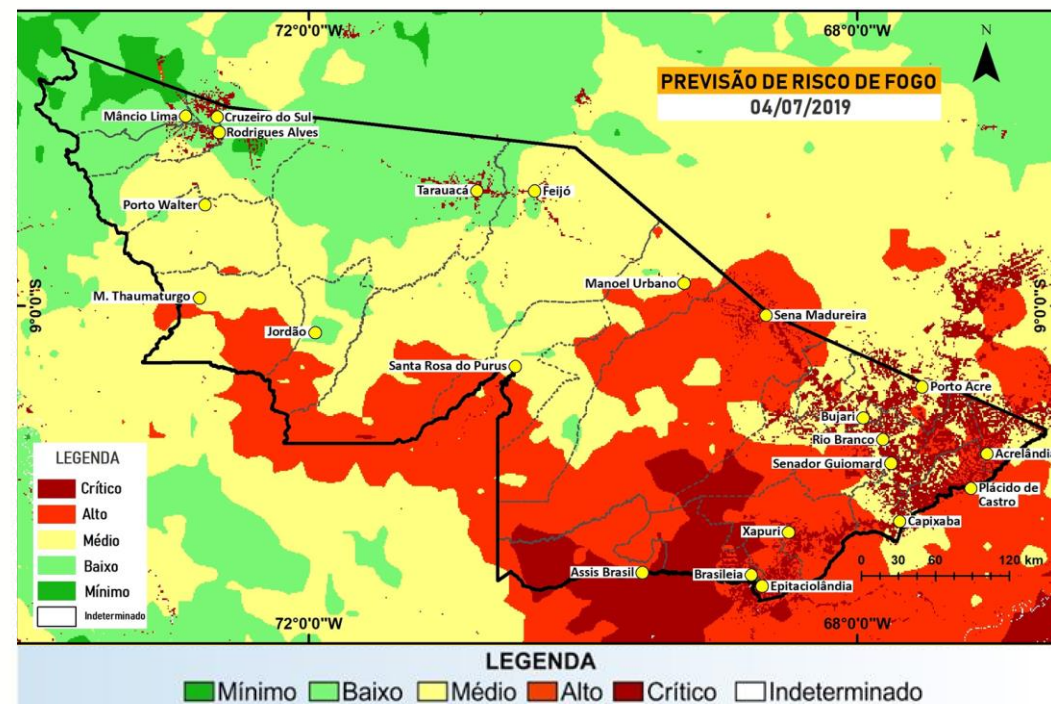 72°0'0"W
68°0'0"W
N
PREVISÃO DE RISCO DE FOGO
04/07/2019
Mâncio Lima
Cruzeiro do Sul
Rodrigues Alves
Tarauacá
Feijó
Porto Walter
M. Thaumaturgo
Manoel Urbano
9°0'0"S
9°0'0"S
Sena Madureira
Jordão
Santa Rosa do Purus
Porto Acre
Bujari
Rio Branco
Acrelândia
Senador Guiomard
Plácido de
Castro
Capixaba
Xapuri
Assis Brasil
Brasileia
Epitaciolândia
0 30 60 120 km
LEGENDA
Crítico
Alto
Médio
Baixo
Mínimo
Indeterminado
72°0'0"W
68°0'0"W
LEGENDA
Mínimo Baixo Médio Alto Crítico Indeterminado